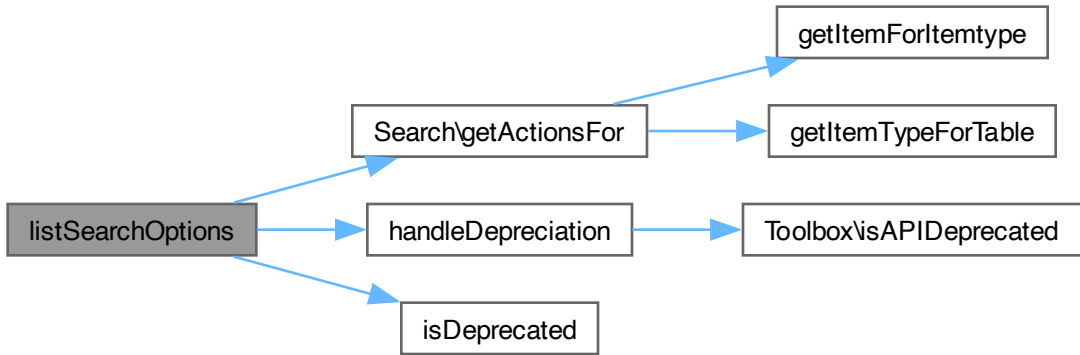 getItemForItemtype
Search\getActionsFor
getItemTypeForTable
listSearchOptions
handleDepreciation
Toolbox\isAPIDeprecated
isDeprecated